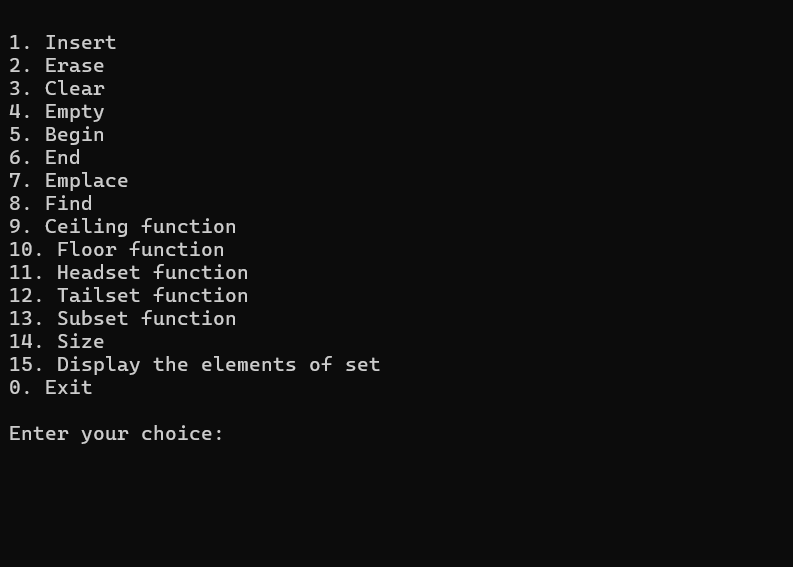 1. Insert
2. Erase
3. Clear
4. Empty
5. Begin
6. End
7. Emplace
8. Find
9. Ceiling function
10. Floor function
11. Headset function
12. Tailset function
13. Subset function
14. Size
15. Display the elements of set
0. Exit
Enter your choice: